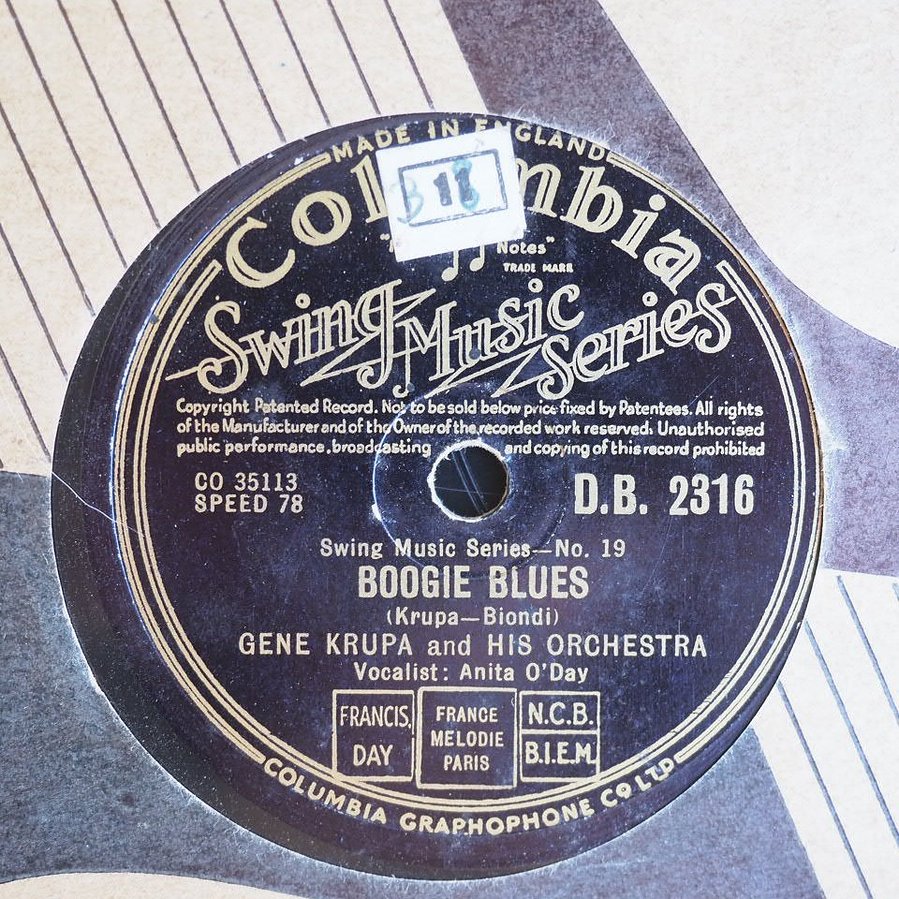 MADE IN ENGLAND
Columbia
11
Notes"
TRADE MARK
Swing Music Series
Copyright Patented Record. Not to be sold below price fixed by Patentees. All rights
of the Manufacturer and of the Owner of the recorded work reserved. Unauthorised
public performance, broadcasting and copying of this record prohibited
CO 35113
SPEED 78
D.B. 2316
Swing Music Series—No. 19
BOOGIE BLUES
(Krupa—Biondi)
GENE KRUPA and HIS ORCHESTRA
Vocalist: Anita O'Day
FRANCIS,
DAY
FRANCE
MELODIE
PARIS
N.C.B.
B.I.E.M.
COLUMBIA GRAPHOPHONE CO LTD